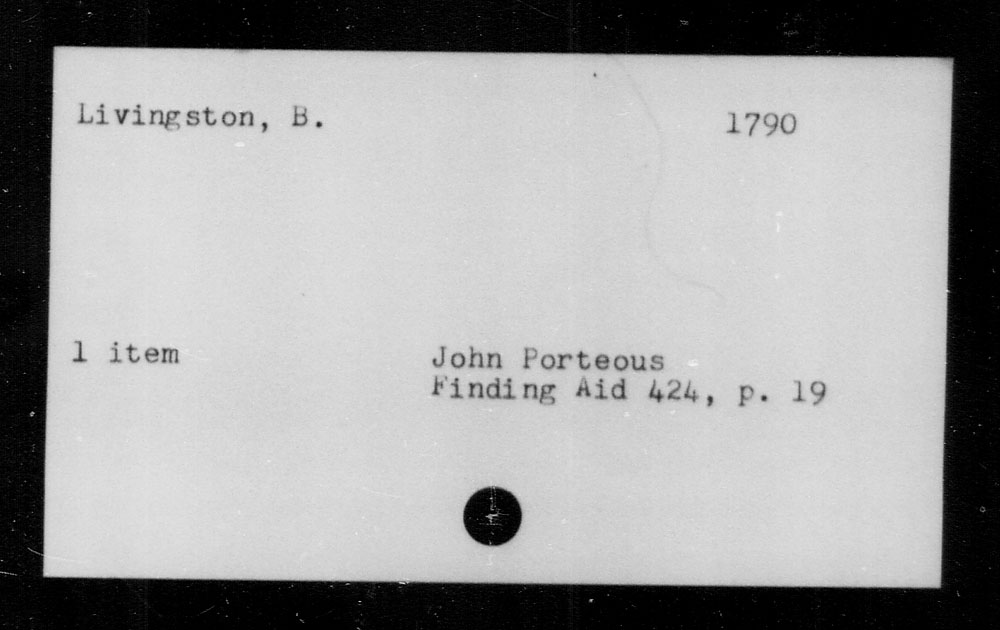 Livingston, B. 1790
1 item John Porteous
Finding Aid 424, p. 19